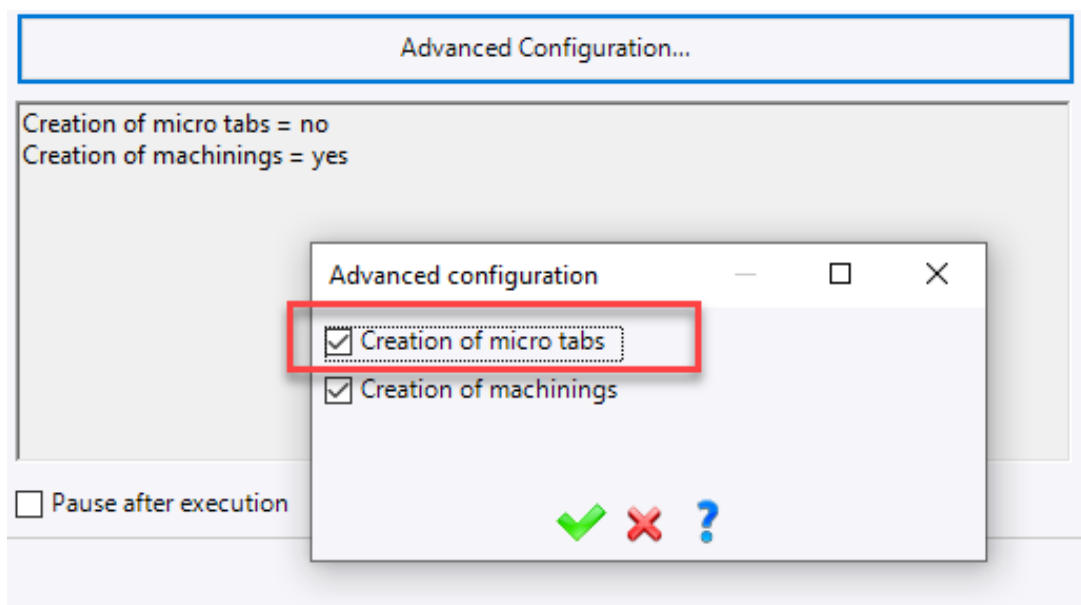 Advanced Configuration...
Creation of micro tabs = no
Creation of machinings = yes
Advanced configuration
Creation of micro tabs
Creation of machinings
Pause after execution